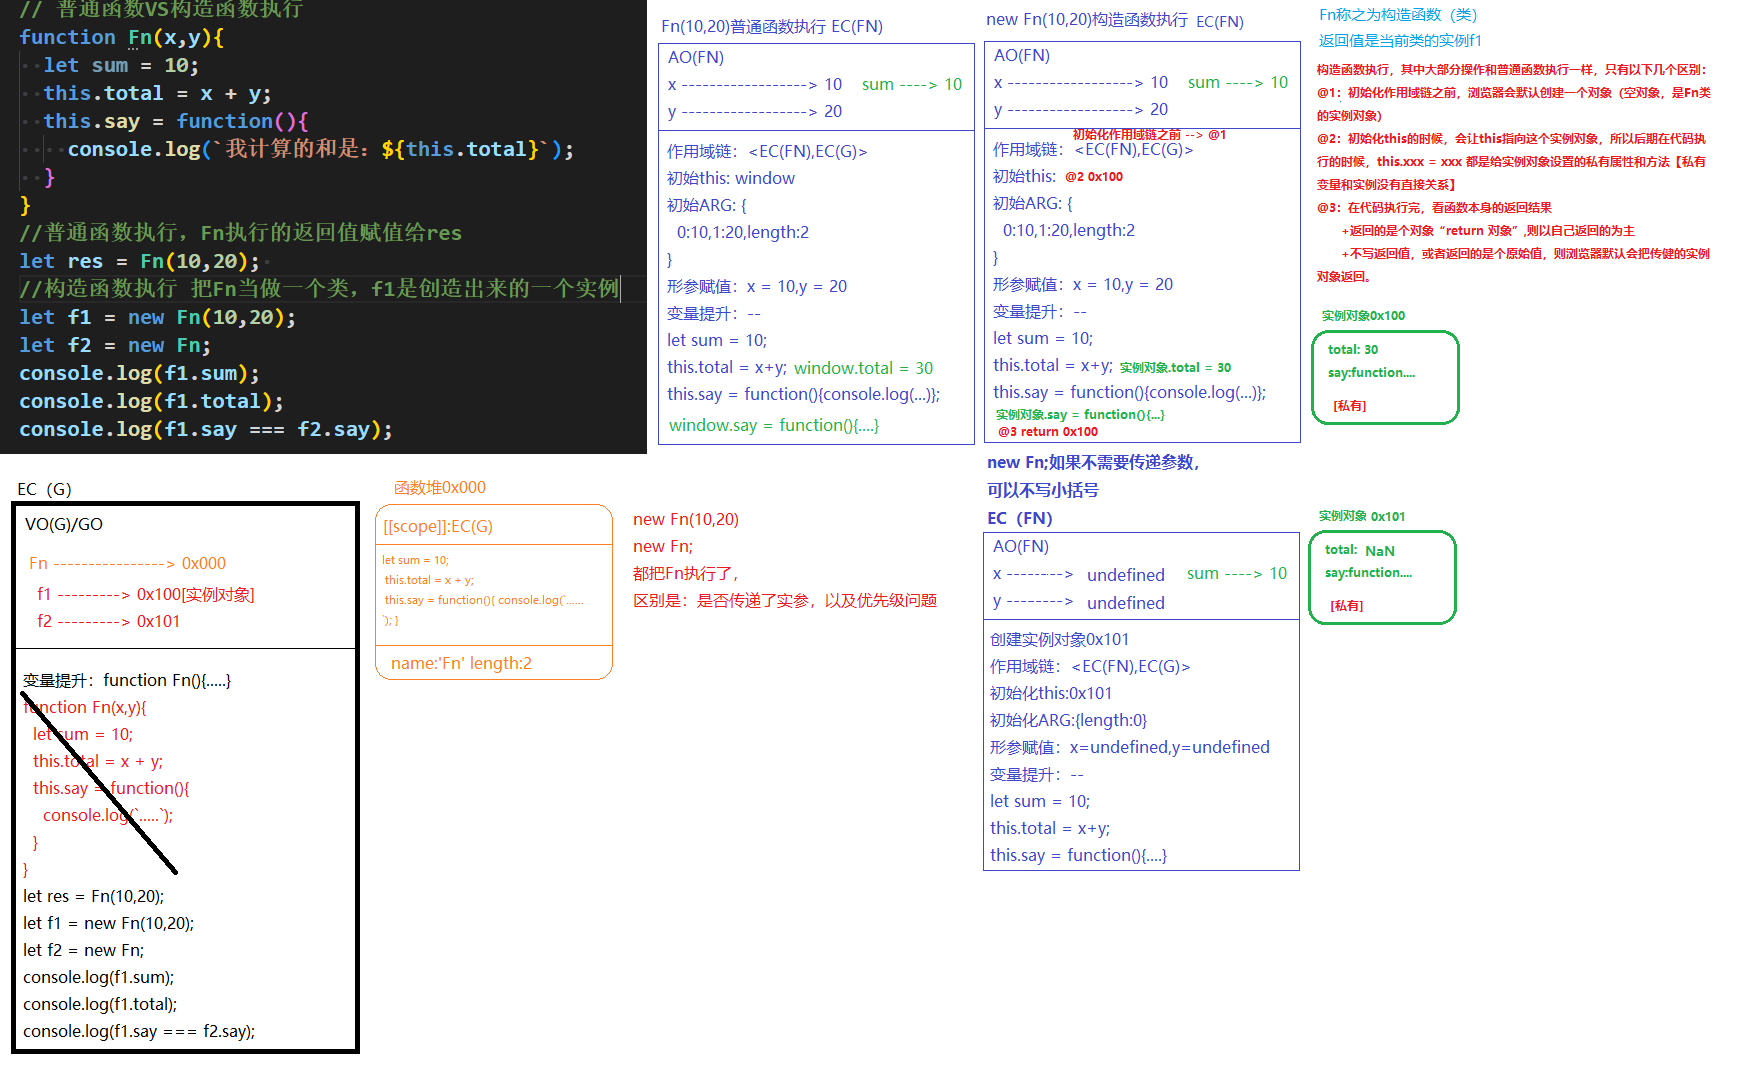 // 普通函数VS构造函数执行
function Fn(x,y){
let sum = 10;
this.total = x + y;
this.say = function(){
console.log(`我计算的和是：${this.total}`);
}
}
//普通函数执行，Fn执行的返回值赋值给res
let res = Fn(10,20);
//构造函数执行 把Fn当做一个类，f1是创造出来的一个实例
let f1 = new Fn(10,20);
let f2 = new Fn;
console.log(f1.sum);
console.log(f1.total);
console.log(f1.say === f2.say);
Fn(10,20)普通函数执行 EC(FN)
AO(FN)
x ------------------> 10 sum ----> 10
y ------------------> 20
作用域链：<EC(FN),EC(G)>
初始this: window
初始ARG: {
0:10,1:20,length:2
}
形参赋值：x = 10,y = 20
变量提升：--
let sum = 10;
this.total = x+y; window.total = 30
this.say = function(){console.log(...)};
window.say = function(){....}
new Fn(10,20)构造函数执行 EC(FN)
AO(FN)
x ------------------> 10 sum ----> 10
y ------------------> 20
初始化作用域链之前 --> @1
作用域链：<EC(FN),EC(G)>
初始this: @2 0x100
初始ARG: {
0:10,1:20,length:2
}
形参赋值：x = 10,y = 20
变量提升：--
let sum = 10;
this.total = x+y; 实例对象.total = 30
this.say = function(){console.log(...)};
实例对象.say = function(){...}
@3 return 0x100
Fn称之为构造函数（类）
返回值是当前类的实例f1
构造函数执行，其中大部分操作和普通函数执行一样，只有以下几个区别：
@1：初始化作用域链之前，浏览器会默认创建一个对象（空对象，是Fn类
的实例对象）
@2：初始化this的时候，会让this指向这个实例对象，所以后期在代码执
行的时候，this.xxx = xxx 都是给实例对象设置的私有属性和方法【私有
变量和实例没有直接关系】
@3：在代码执行完，看函数本身的返回结果
+返回的是个对象“return 对象”,则以自己返回的为主
+不写返回值，或者返回的是个原始值，则浏览器默认会把传健的实例
对象返回。
实例对象0x100
total: 30
say:function....
[私有]
EC（G）
VO(G)/GO
Fn ----------------> 0x000
f1 ---------> 0x100[实例对象]
f2 ---------> 0x101
变量提升：function Fn(){.....}
function Fn(x,y){
let sum = 10;
this.total = x + y;
this.say = function(){
console.log(`.....`);
}
}
let res = Fn(10,20);
let f1 = new Fn(10,20);
let f2 = new Fn;
console.log(f1.sum);
console.log(f1.total);
console.log(f1.say === f2.say);
函数堆0x000
[[scope]]:EC(G)
let sum = 10;
this.total = x + y;
this.say = function(){ console.log(`......
`); }
name:'Fn' length:2
new Fn(10,20)
new Fn;
都把Fn执行了，
区别是：是否传递了实参，以及优先级问题
new Fn;如果不需要传递参数，
可以不写小括号
EC（FN）
AO(FN)
x --------> undefined sum ----> 10
y --------> undefined
创建实例对象0x101
作用域链：<EC(FN),EC(G)>
初始化this:0x101
初始化ARG:{length:0}
形参赋值：x=undefined,y=undefined
变量提升：--
let sum = 10;
this.total = x+y;
this.say = function(){....}
实例对象 0x101
total: NaN
say:function....
[私有]